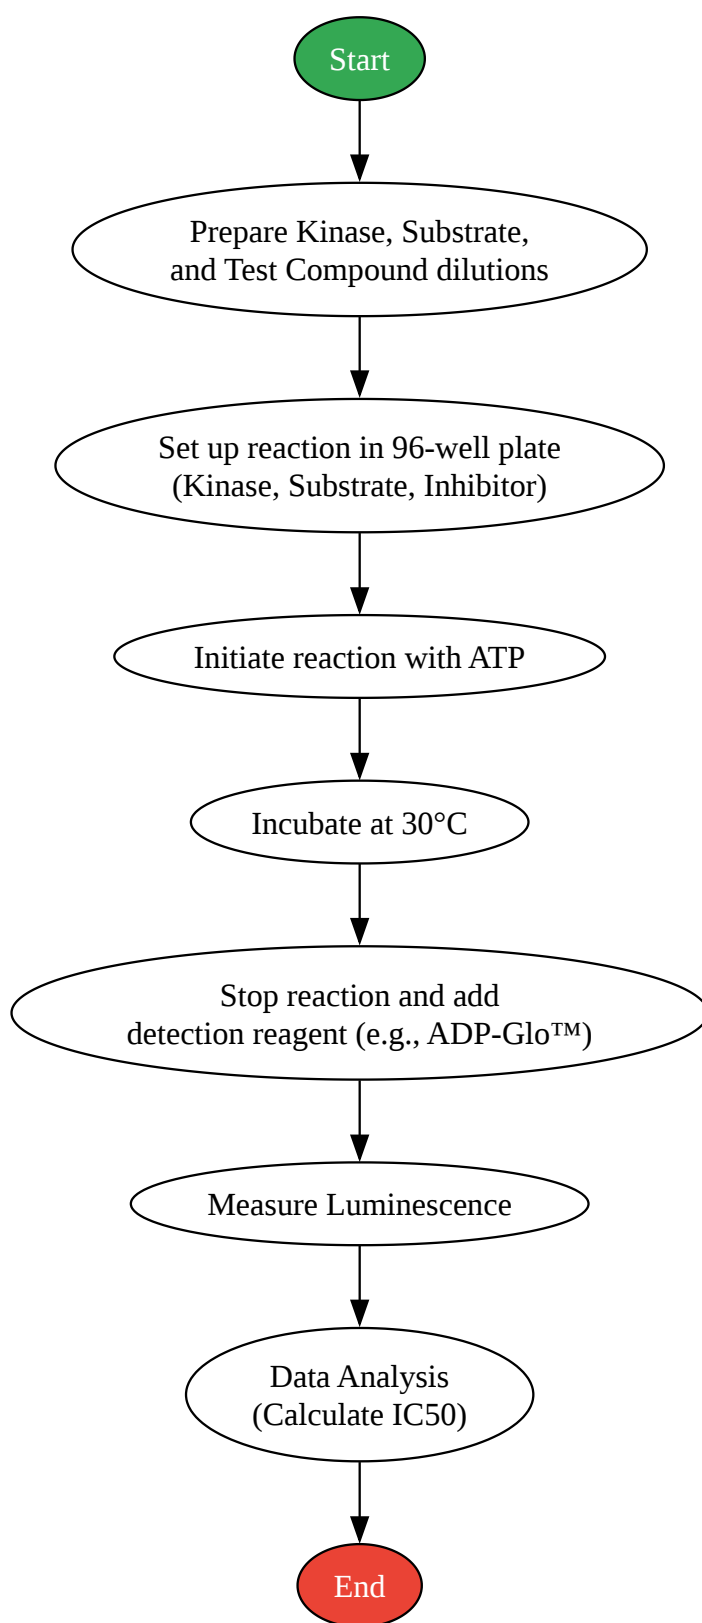 Start
Prepare Kinase, Substrate,
and Test Compound dilutions
Set up reaction in 96-well plate
(Kinase, Substrate, Inhibitor)
Initiate reaction with ATP
Incubate at 30°C
Stop reaction and add
detection reagent (e.g., ADP-Glo™)
Measure Luminescence
Data Analysis
(Calculate IC50)
End